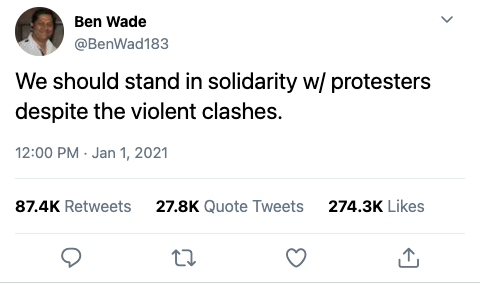 Ben Wade
@BenWad183
We should stand in solidarity w/ protesters
despite the violent clashes.
12:00 PM · Jan 1, 2021
87.4K Retweets 27.8K Quote Tweets 274.3K Likes